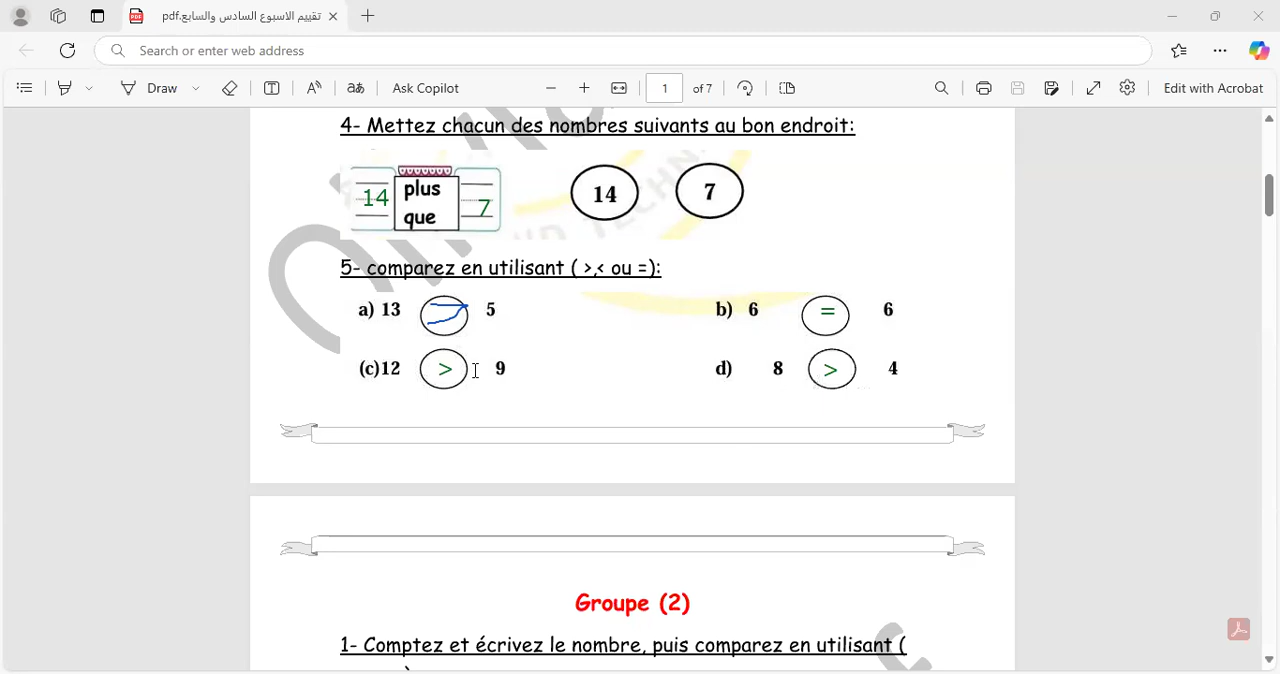 تقييم الاسبوع السادس والسابع.pdf
Search or enter web address
Draw
Ask Copilot
1 of 7
Edit with Acrobat
4- Mettez chacun des nombres suivants au bon endroit:
14 plus que 7
14 7
5- comparez en utilisant ( >,< ou =):
a) 13 > 5 b) 6 = 6
(c)12 > 9 d) 8 > 4
Groupe (2)
1- Comptez et écrivez le nombre, puis comparez en utilisant (